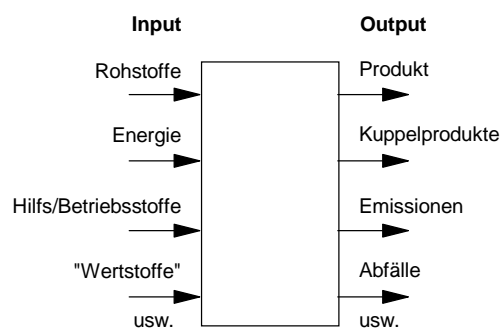 Input
Output
Rohstoffe
Produkt
Energie
Kuppelprodukte
Hilfs/Betriebsstoffe
Emissionen
"Wertstoffe"
Abfälle
usw.
usw.